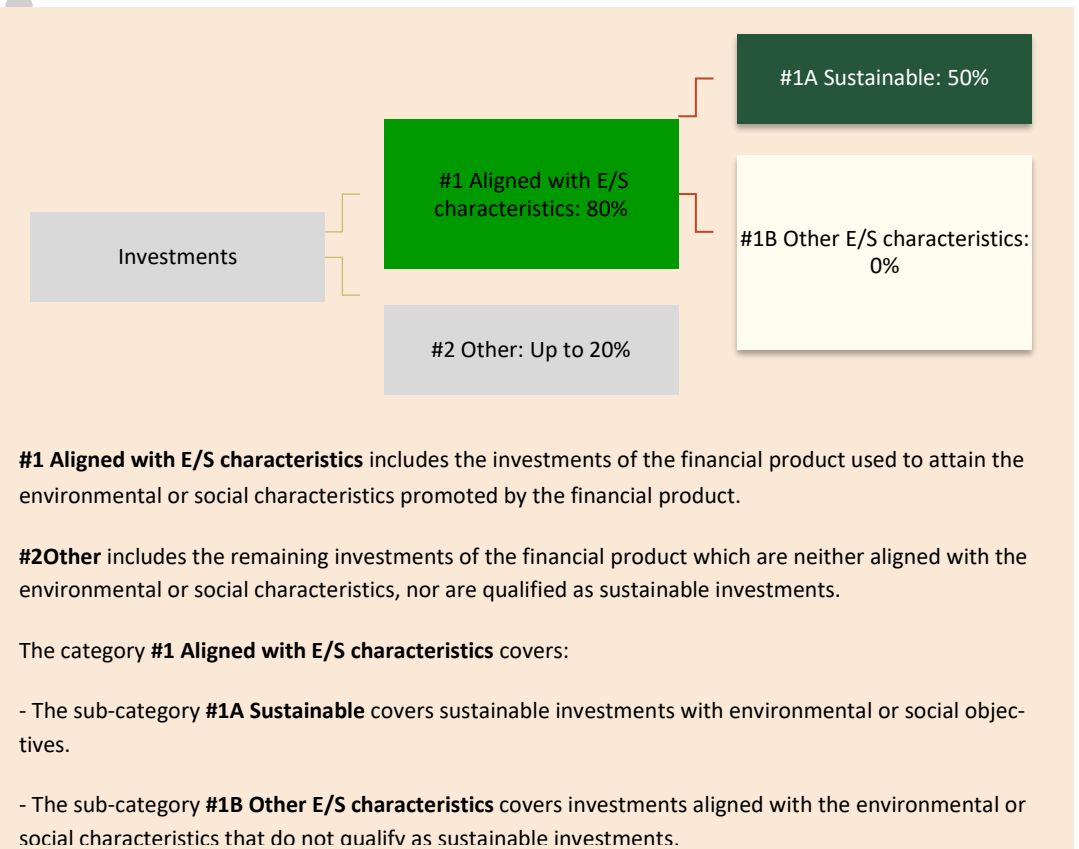 #1A Sustainable: 50%
#1 Aligned with E/S
characteristics: 80%
Investments
#1B Other E/S characteristics:
0%
#2 Other: Up to 20%
#1 Aligned with E/S characteristics includes the investments of the financial product used to attain the
environmental or social characteristics promoted by the financial product.
#2Other includes the remaining investments of the financial product which are neither aligned with the
environmental or social characteristics, nor are qualified as sustainable investments.
The category #1 Aligned with E/S characteristics covers:
- The sub-category #1A Sustainable covers sustainable investments with environmental or social objec-
tives.
- The sub-category #1B Other E/S characteristics covers investments aligned with the environmental or
social characteristics that do not qualify as sustainable investments.